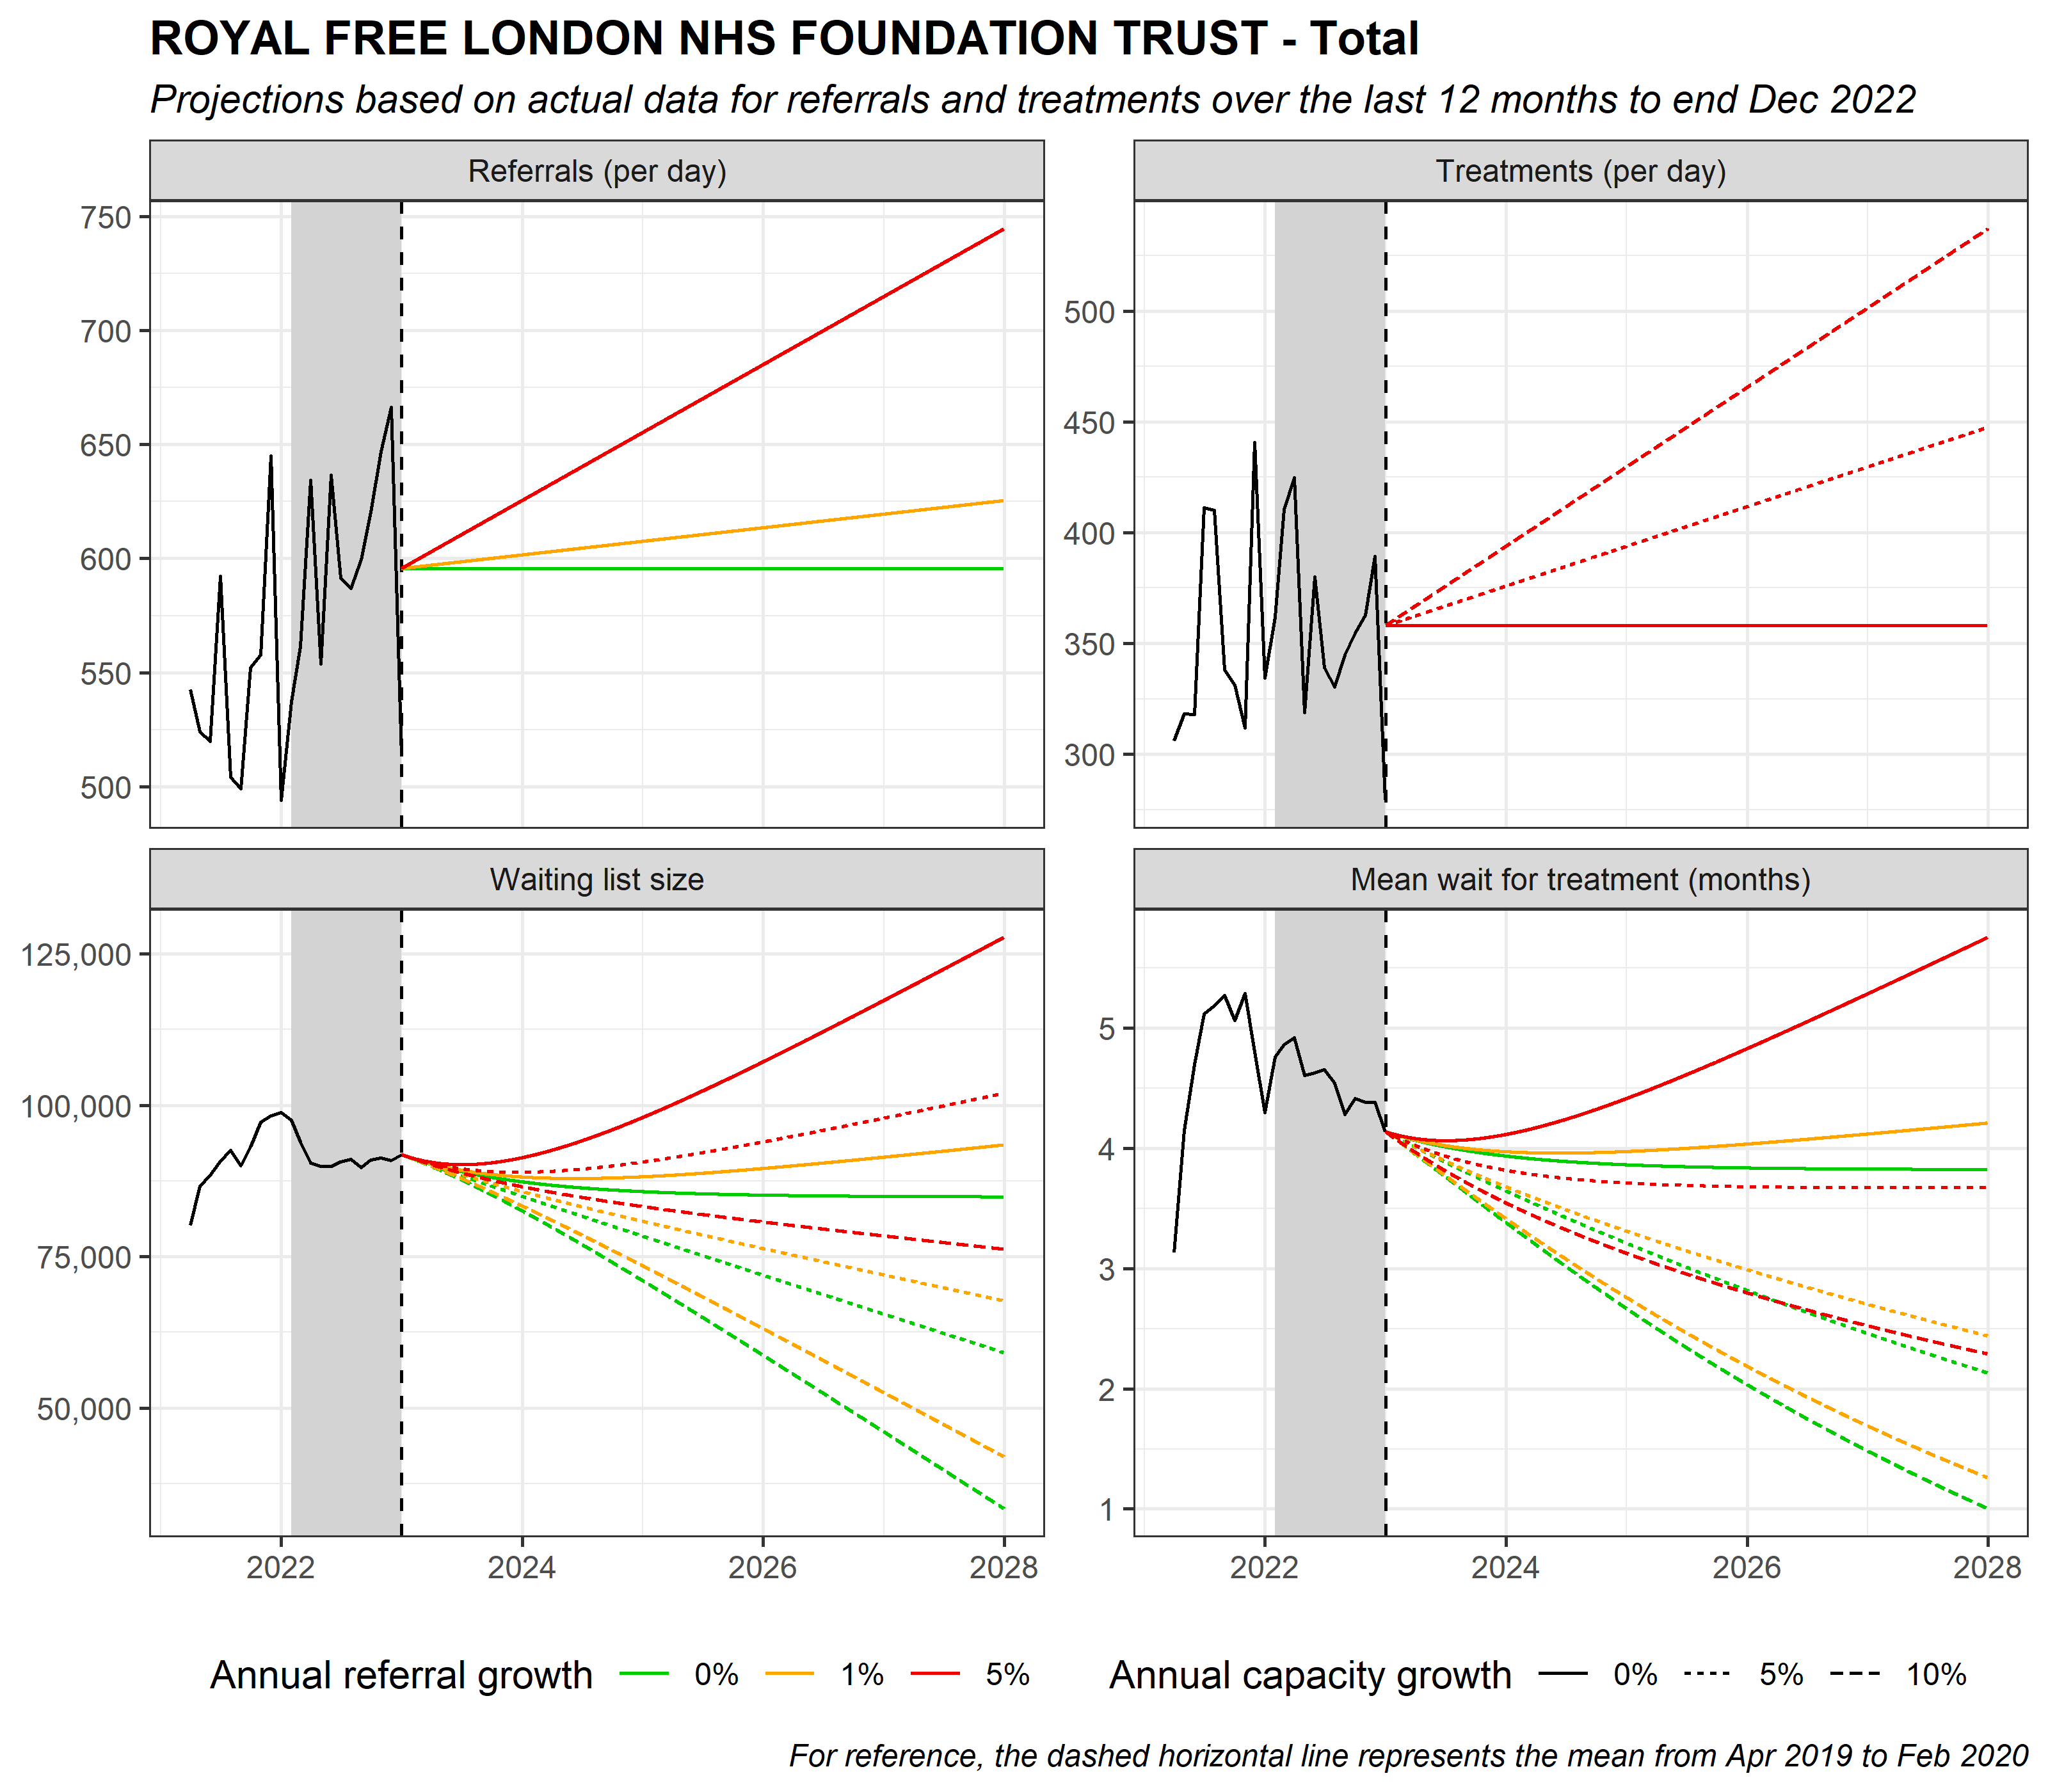 ROYAL FREE LONDON NHS FOUNDATION TRUST - Total
Projections based on actual data for referrals and treatments over the last 12 months to end Dec 2022
Referrals (per day)
750
700
650
600
550
500
Treatments (per day)
500
450
400
350
300
Waiting list size
125,000
100,000
75,000
50,000
2022 2024 2026 2028
Mean wait for treatment (months)
5
4
3
2
1
2022 2024 2026 2028
Annual referral growth 0% 1% 5%
Annual capacity growth 0% 5% 10%
For reference, the dashed horizontal line represents the mean from Apr 2019 to Feb 2020